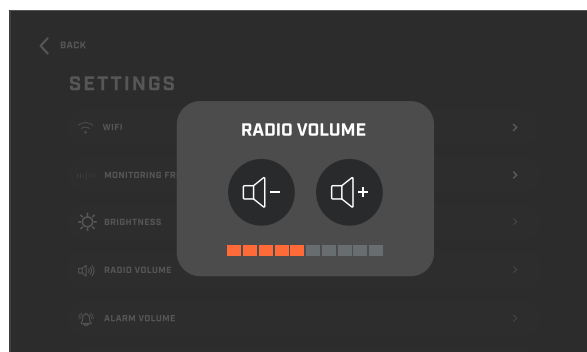 BACK
SETTINGS
WIFI
MONITORING FR
BRIGHTNESS
RADIO VOLUME
ALARM VOLUME
RADIO VOLUME